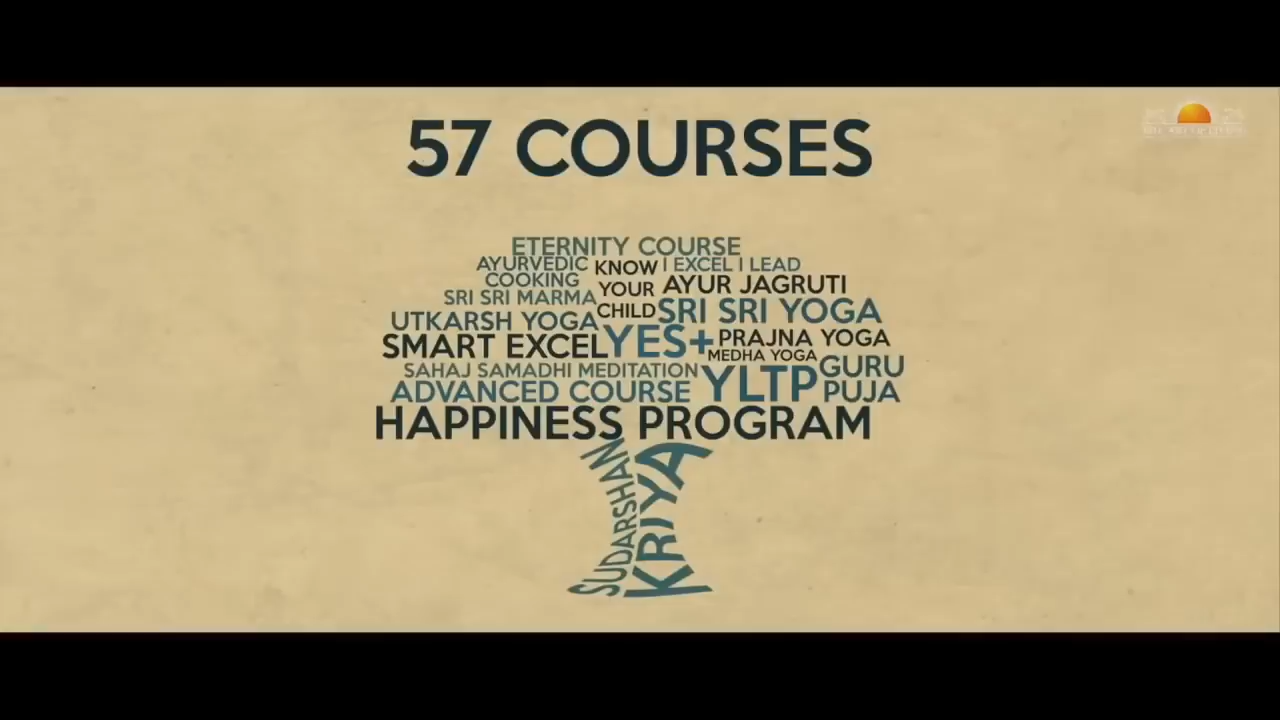 57 COURSES
ETERNITY COURSE
AYURVEDIC
COOKING
KNOW
YOUR
CHILD
I EXCEL I LEAD
AYUR JAGRUTI
SRI SRI MARMA
SRI SRI YOGA
UTKARSH YOGA
SMART EXCEL
YES+
PRAJNA YOGA
MEDHA YOGA
SAHAJ SAMADHI MEDITATION
ADVANCED COURSE
YLTP
GURU
PUJA
HAPPINESS PROGRAM
SUDARSHAN
KRIYA